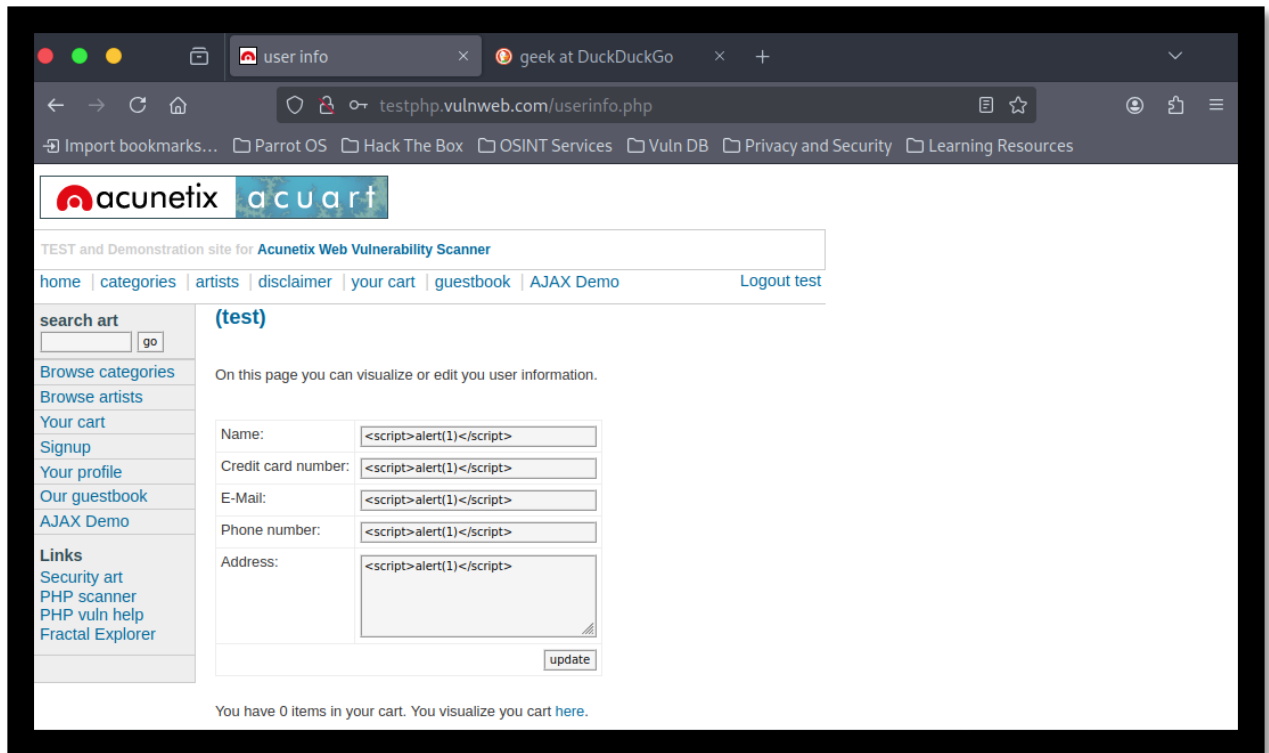 user info
geek at DuckDuckGo
testphp.vulnweb.com/userinfo.php
Import bookmarks... Parrot OS Hack The Box OSINT Services Vuln DB Privacy and Security Learning Resources
acunetix acuart
TEST and Demonstration site for Acunetix Web Vulnerability Scanner
home | categories | artists | disclaimer | your cart | guestbook | AJAX Demo Logout test
search art
go
Browse categories
Browse artists
Your cart
Signup
Your profile
Our guestbook
AJAX Demo
Links
Security art
PHP scanner
PHP vuln help
Fractal Explorer
(test)
On this page you can visualize or edit you user information.
Name: <script>alert(1)</script>
Credit card number: <script>alert(1)</script>
E-Mail: <script>alert(1)</script>
Phone number: <script>alert(1)</script>
Address: <script>alert(1)</script>
update
You have 0 items in your cart. You visualize you cart here.